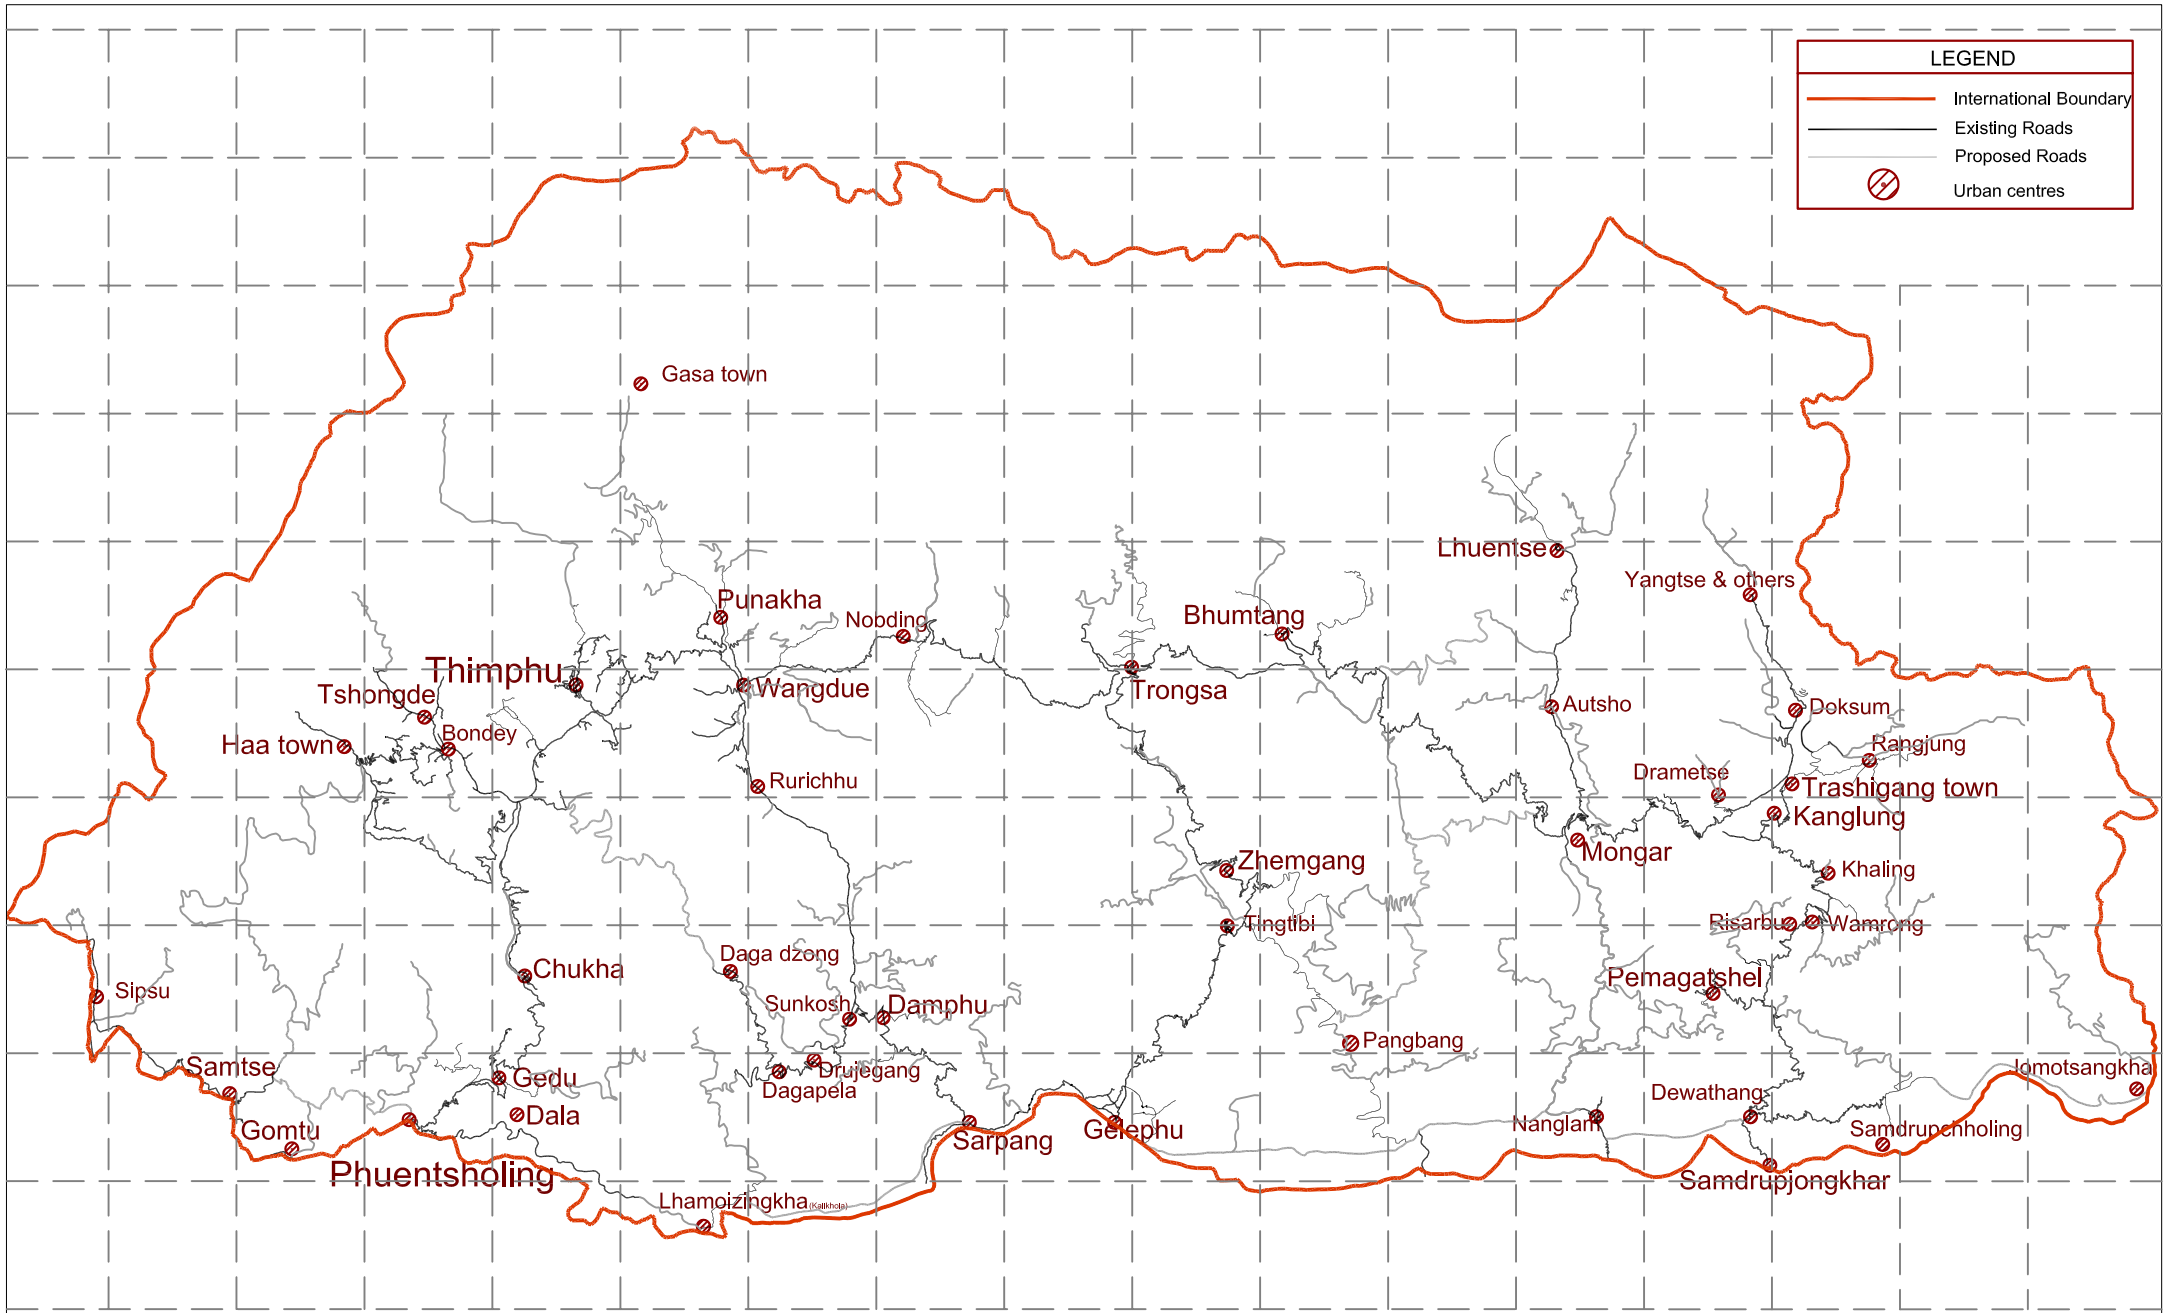 LEGEND
International Boundary
Existing Roads
Proposed Roads
Urban centres
Gasa town
Lhuentse
Yangtse & others
Punakha
Nobding
Bhumtang
Thimphu
Tshongde
Wangdue
Trongsa
Autsho
Doksum
Haa town
Bondey
Rangjung
Rurichhu
Drametse
Trashigang town
Kanglung
Mongar
Zhemgang
Khaling
Tingtibi
Risarbu
Wamrong
Daga dzong
Chukha
Pemagatshel
Sipsu
Sunkosh
Damphu
Pangbang
Samtse
Gedu
Drujegang
Dagapela
Jomotsangkha
Dewathang
Dala
Nanglam
Gomtu
Sarpang
Gelephu
Samdrupchholing
Phuentsholing
Samdrupjongkhar
Lhamoizingkha (Kalikhola)